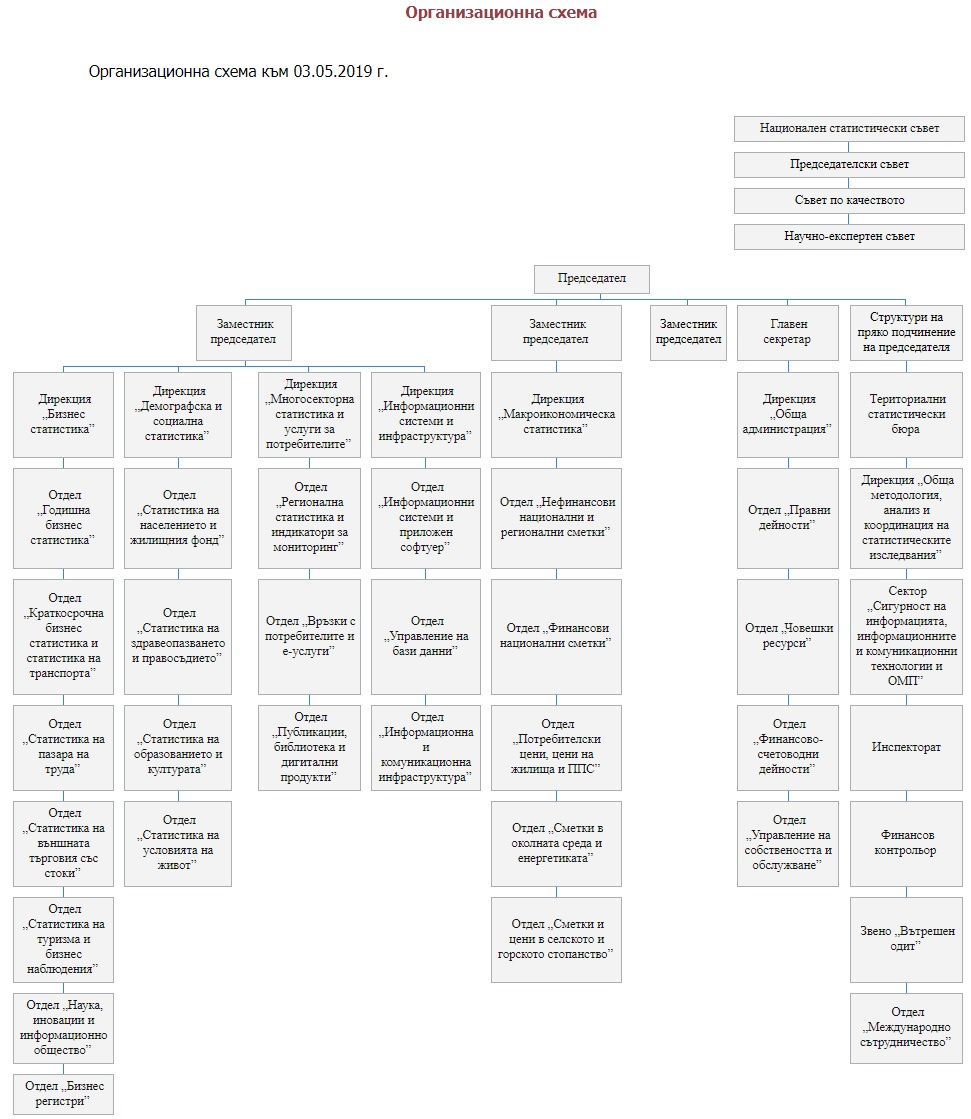 Организационна схема
Организационна схема към 03.05.2019 г.
Национален статистически съвет
Председателски съвет
Съвет по качеството
Научно-експертен съвет
Председател
Заместник
председател
Заместник
председател
Заместник
председател
Главен
секретар
Структури на
пряко подчинение
на председателя
Дирекция
„Бизнес
статистика”
Отдел
„Годишна
бизнес
статистика”
Отдел
„Краткосрочна
бизнес
статистика и
статистика на
транспорта”
Отдел
„Статистика на
пазара на
труда”
Отдел
„Статистика на
външната
търговия със
стоки”
Отдел
„Статистика на
туризма и
бизнес
наблюдения”
Отдел „Наука,
иновации и
информационно
общество”
Отдел „Бизнес
регистри”
Дирекция
„Демографска и
социална
статистика”
Отдел
„Статистика на
населението и
жилищния фонд”
Отдел
„Статистика на
здравеопазването
и правосъдието”
Отдел
„Статистика на
образованието и
културата”
Отдел
„Статистика на
условията на
живот”
Дирекция
„Многосекторна
статистика и
услуги за
потребителите”
Отдел
„Регионална
статистика и
индикатори за
мониторинг”
Отдел „Връзки с
потребителите и
е-услуги”
Отдел
„Публикации,
библиотека и
дигитални
продукти”
Дирекция
„Информационни
системи и
инфраструктура”
Отдел
„Информационни
системи и
приложен
софтуер”
Отдел
„Управление на
бази данни”
Отдел
„Информационна
и
комуникационна
инфраструктура”
Дирекция
„Макроикономическа
статистика”
Отдел „Нефинансови
национални и
регионални сметки”
Отдел „Финансови
национални сметки”
Отдел
„Потребителски
цени, цени на
жилища и ППС”
Отдел „Сметки в
околната среда и
енергетиката”
Отдел „Сметки и
цени в селското и
горското стопанство”
Дирекция
„Обща
администрация”
Отдел „Правни
дейности”
Отдел „Човешки
ресурси”
Отдел
„Финансово-
счетоводни
дейности”
Отдел
„Управление на
собствеността и
обслужване”
Териториални
статистически
бюра
Дирекция „Обща
методология,
анализ и
координация на
статистическите
изследвания”
Сектор
„Сигурност на
информацията,
информационните
и комуникационни
технологии и
ОМП”
Инспекторат
Финансов
контрольор
Звено „Вътрешен
одит”
Отдел
„Международно
сътрудничество”